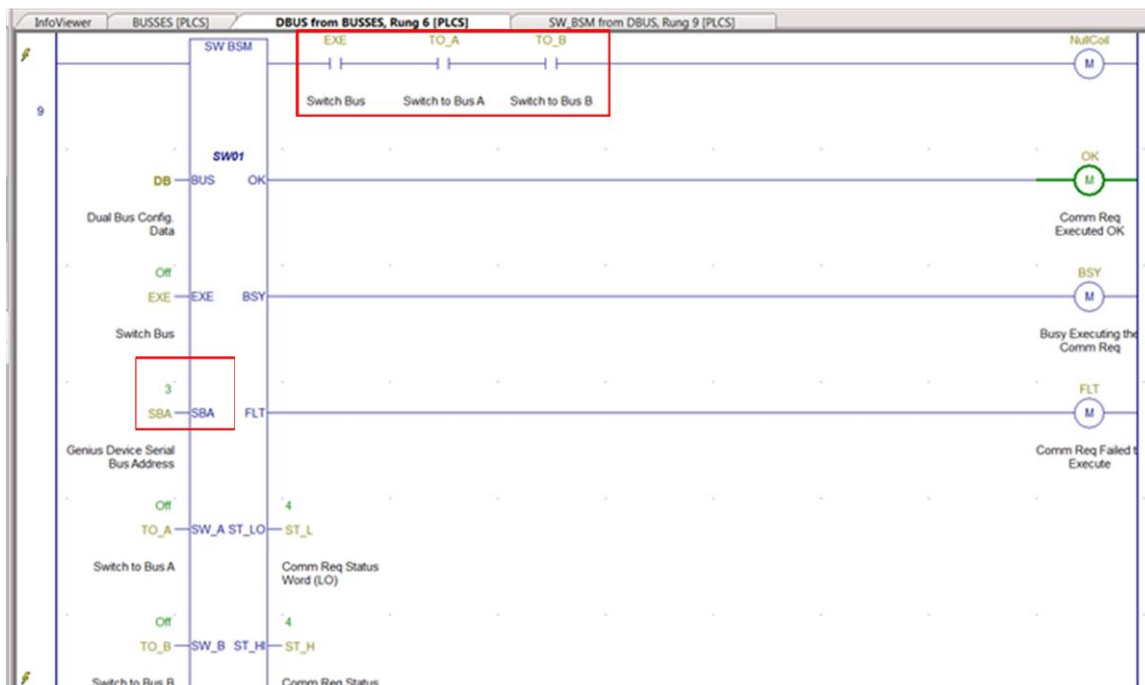 InfoViewer BUSSES [PLCS] DBUS from BUSSES, Rung 6 [PLCS] SW_BSM from DBUS, Rung 9 [PLCS]
SW BSM EXE TO_A TO_B NullCoil
M
Switch Bus Switch to Bus A Switch to Bus B
9
SW01 OK
DB BUS OK M
Dual Bus Config. Data
Comm Req Executed OK
Off BSY
EXE EXE BSY M
Switch Bus
Busy Executing the Comm Req
3 FLT
SBA SBA FLT M
Genius Device Serial Bus Address
Comm Req Failed t
Execute
Off 4
TO_A SW_A ST_LO ST_L
Switch to Bus A
Comm Req Status Word (LO)
Off 4
TO_B SW_B ST_HI ST_H
Switch to Bus B Comm Req Status